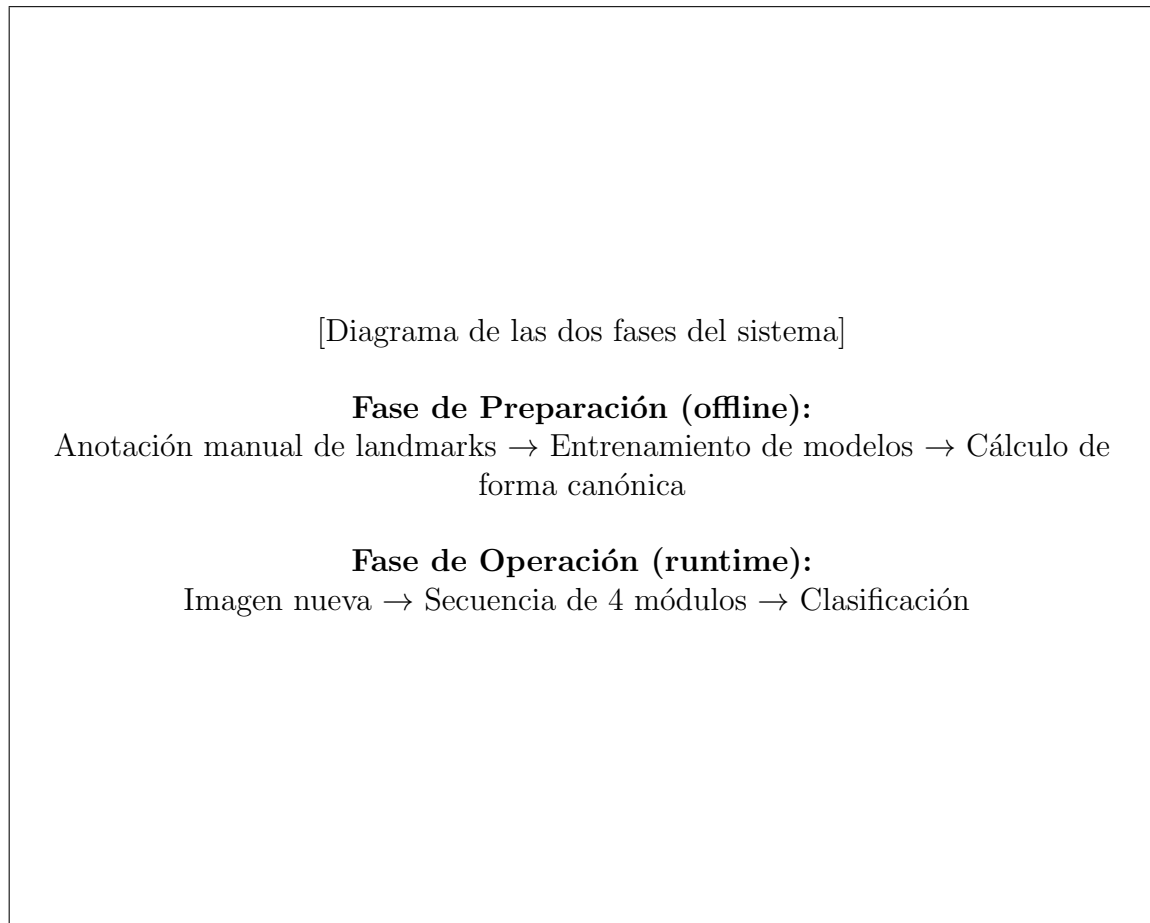 [Diagrama de las dos fases del sistema]
Fase de Preparación (offline):
Anotación manual de landmarks → Entrenamiento de modelos → Cálculo de
forma canónica
Fase de Operación (runtime):
Imagen nueva → Secuencia de 4 módulos → Clasificación